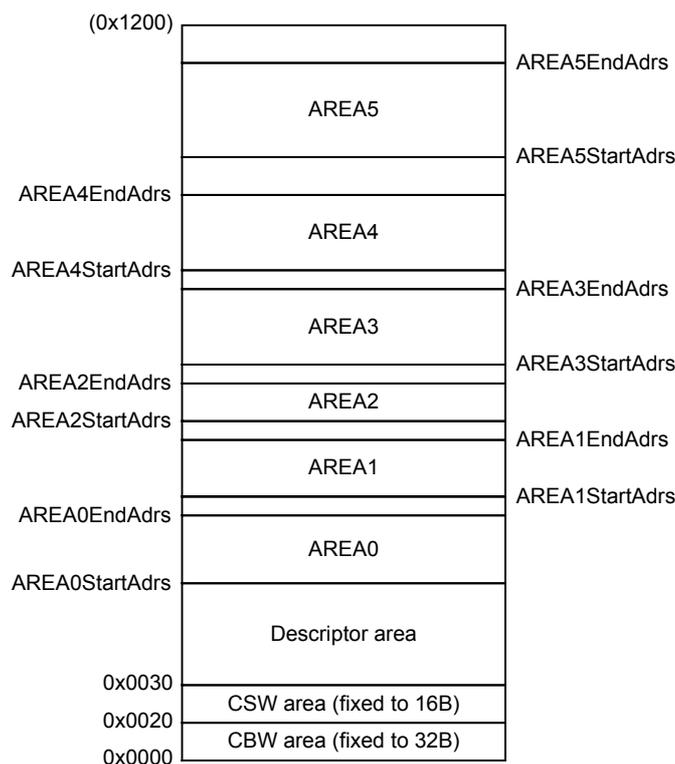 (0x1200)
AREA5EndAdrs
AREA5
AREA5StartAdrs
AREA4EndAdrs
AREA4
AREA4StartAdrs
AREA3EndAdrs
AREA3
AREA3StartAdrs
AREA2EndAdrs
AREA2
AREA2StartAdrs
AREA1EndAdrs
AREA1
AREA1StartAdrs
AREA0EndAdrs
AREA0
AREA0StartAdrs
Descriptor area
0x0030
CSW area (fixed to 16B)
0x0020
CBW area (fixed to 32B)
0x0000